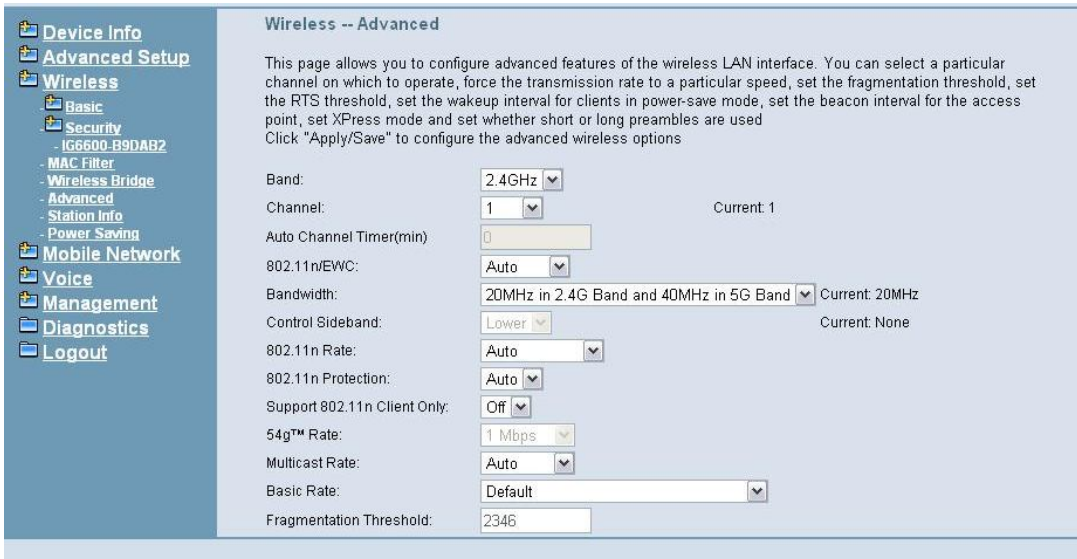 Device Info
Advanced Setup
Wireless
Basic
Security
- IG6600-B9DAB2
- MAC Filter
- Wireless Bridge
- Advanced
- Station Info
- Power Saving
Mobile Network
Voice
Management
Diagnostics
Logout
Wireless -- Advanced
This page allows you to configure advanced features of the wireless LAN interface. You can select a particular
channel on which to operate, force the transmission rate to a particular speed, set the fragmentation threshold, set
the RTS threshold, set the wakeup interval for clients in power-save mode, set the beacon interval for the access
point, set XPress mode and set whether short or long preambles are used
Click "Apply/Save" to configure the advanced wireless options
Band: 2.4GHz
Channel: 1 Current: 1
Auto Channel Timer(min) 0
802.11n/EWC: Auto
Bandwidth: 20MHz in 2.4G Band and 40MHz in 5G Band Current: 20MHz
Control Sideband: Lower Current: None
802.11n Rate: Auto
802.11n Protection: Auto
Support 802.11n Client Only: Off
54g™ Rate: 1 Mbps
Multicast Rate: Auto
Basic Rate: Default
Fragmentation Threshold: 2346